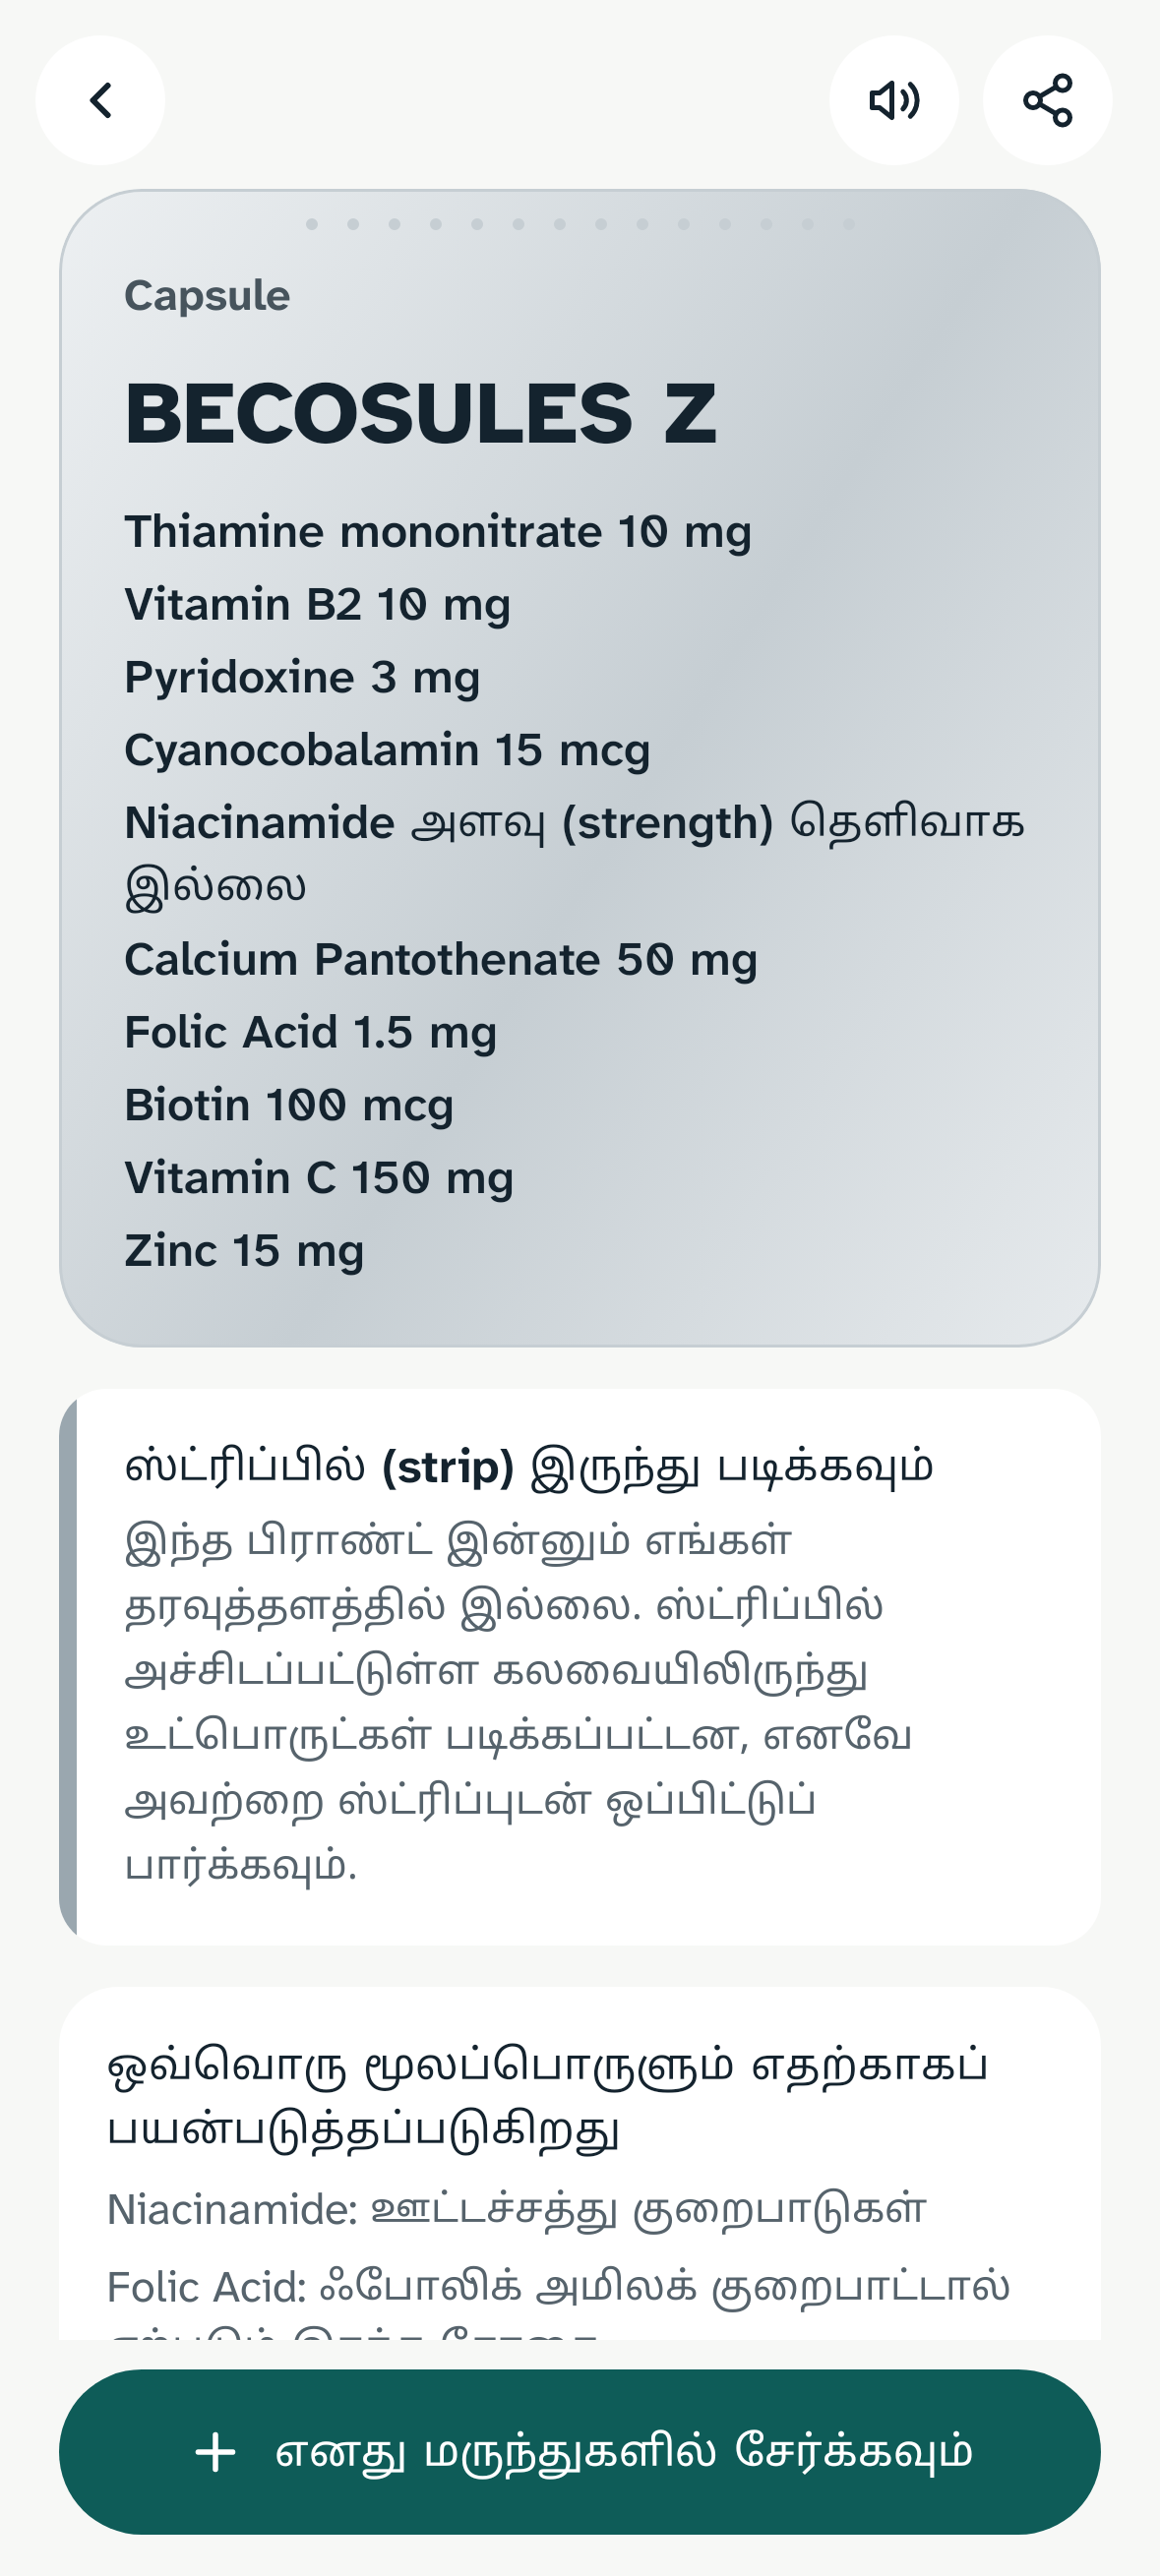 Capsule
BECOSULES Z
Thiamine mononitrate 10 mg
Vitamin B2 10 mg
Pyridoxine 3 mg
Cyanocobalamin 15 mcg
Niacinamide அளவு (strength) தெளிவாக
இல்லை
Calcium Pantothenate 50 mg
Folic Acid 1.5 mg
Biotin 100 mcg
Vitamin C 150 mg
Zinc 15 mg
ஸ்ட்ரிப்பில் (strip) இருந்து படிக்கவும்
இந்த பிராண்ட் இன்னும் எங்கள்
தரவுத்தளத்தில் இல்லை. ஸ்ட்ரிப்பில்
அச்சிடப்பட்டுள்ள கலவையிலிருந்து
உட்பொருட்கள் படிக்கப்பட்டன, எனவே
அவற்றை ஸ்ட்ரிப்புடன் ஒப்பிட்டுப்
பார்க்கவும்.
ஒவ்வொரு மூலப்பொருளும் எதற்காகப்
பயன்படுத்தப்படுகிறது
Niacinamide: ஊட்டச்சத்து குறைபாடுகள்
Folic Acid: ஃபோலிக் அமிலக் குறைபாட்டால்
எனது மருந்துகளில் சேர்க்கவும்